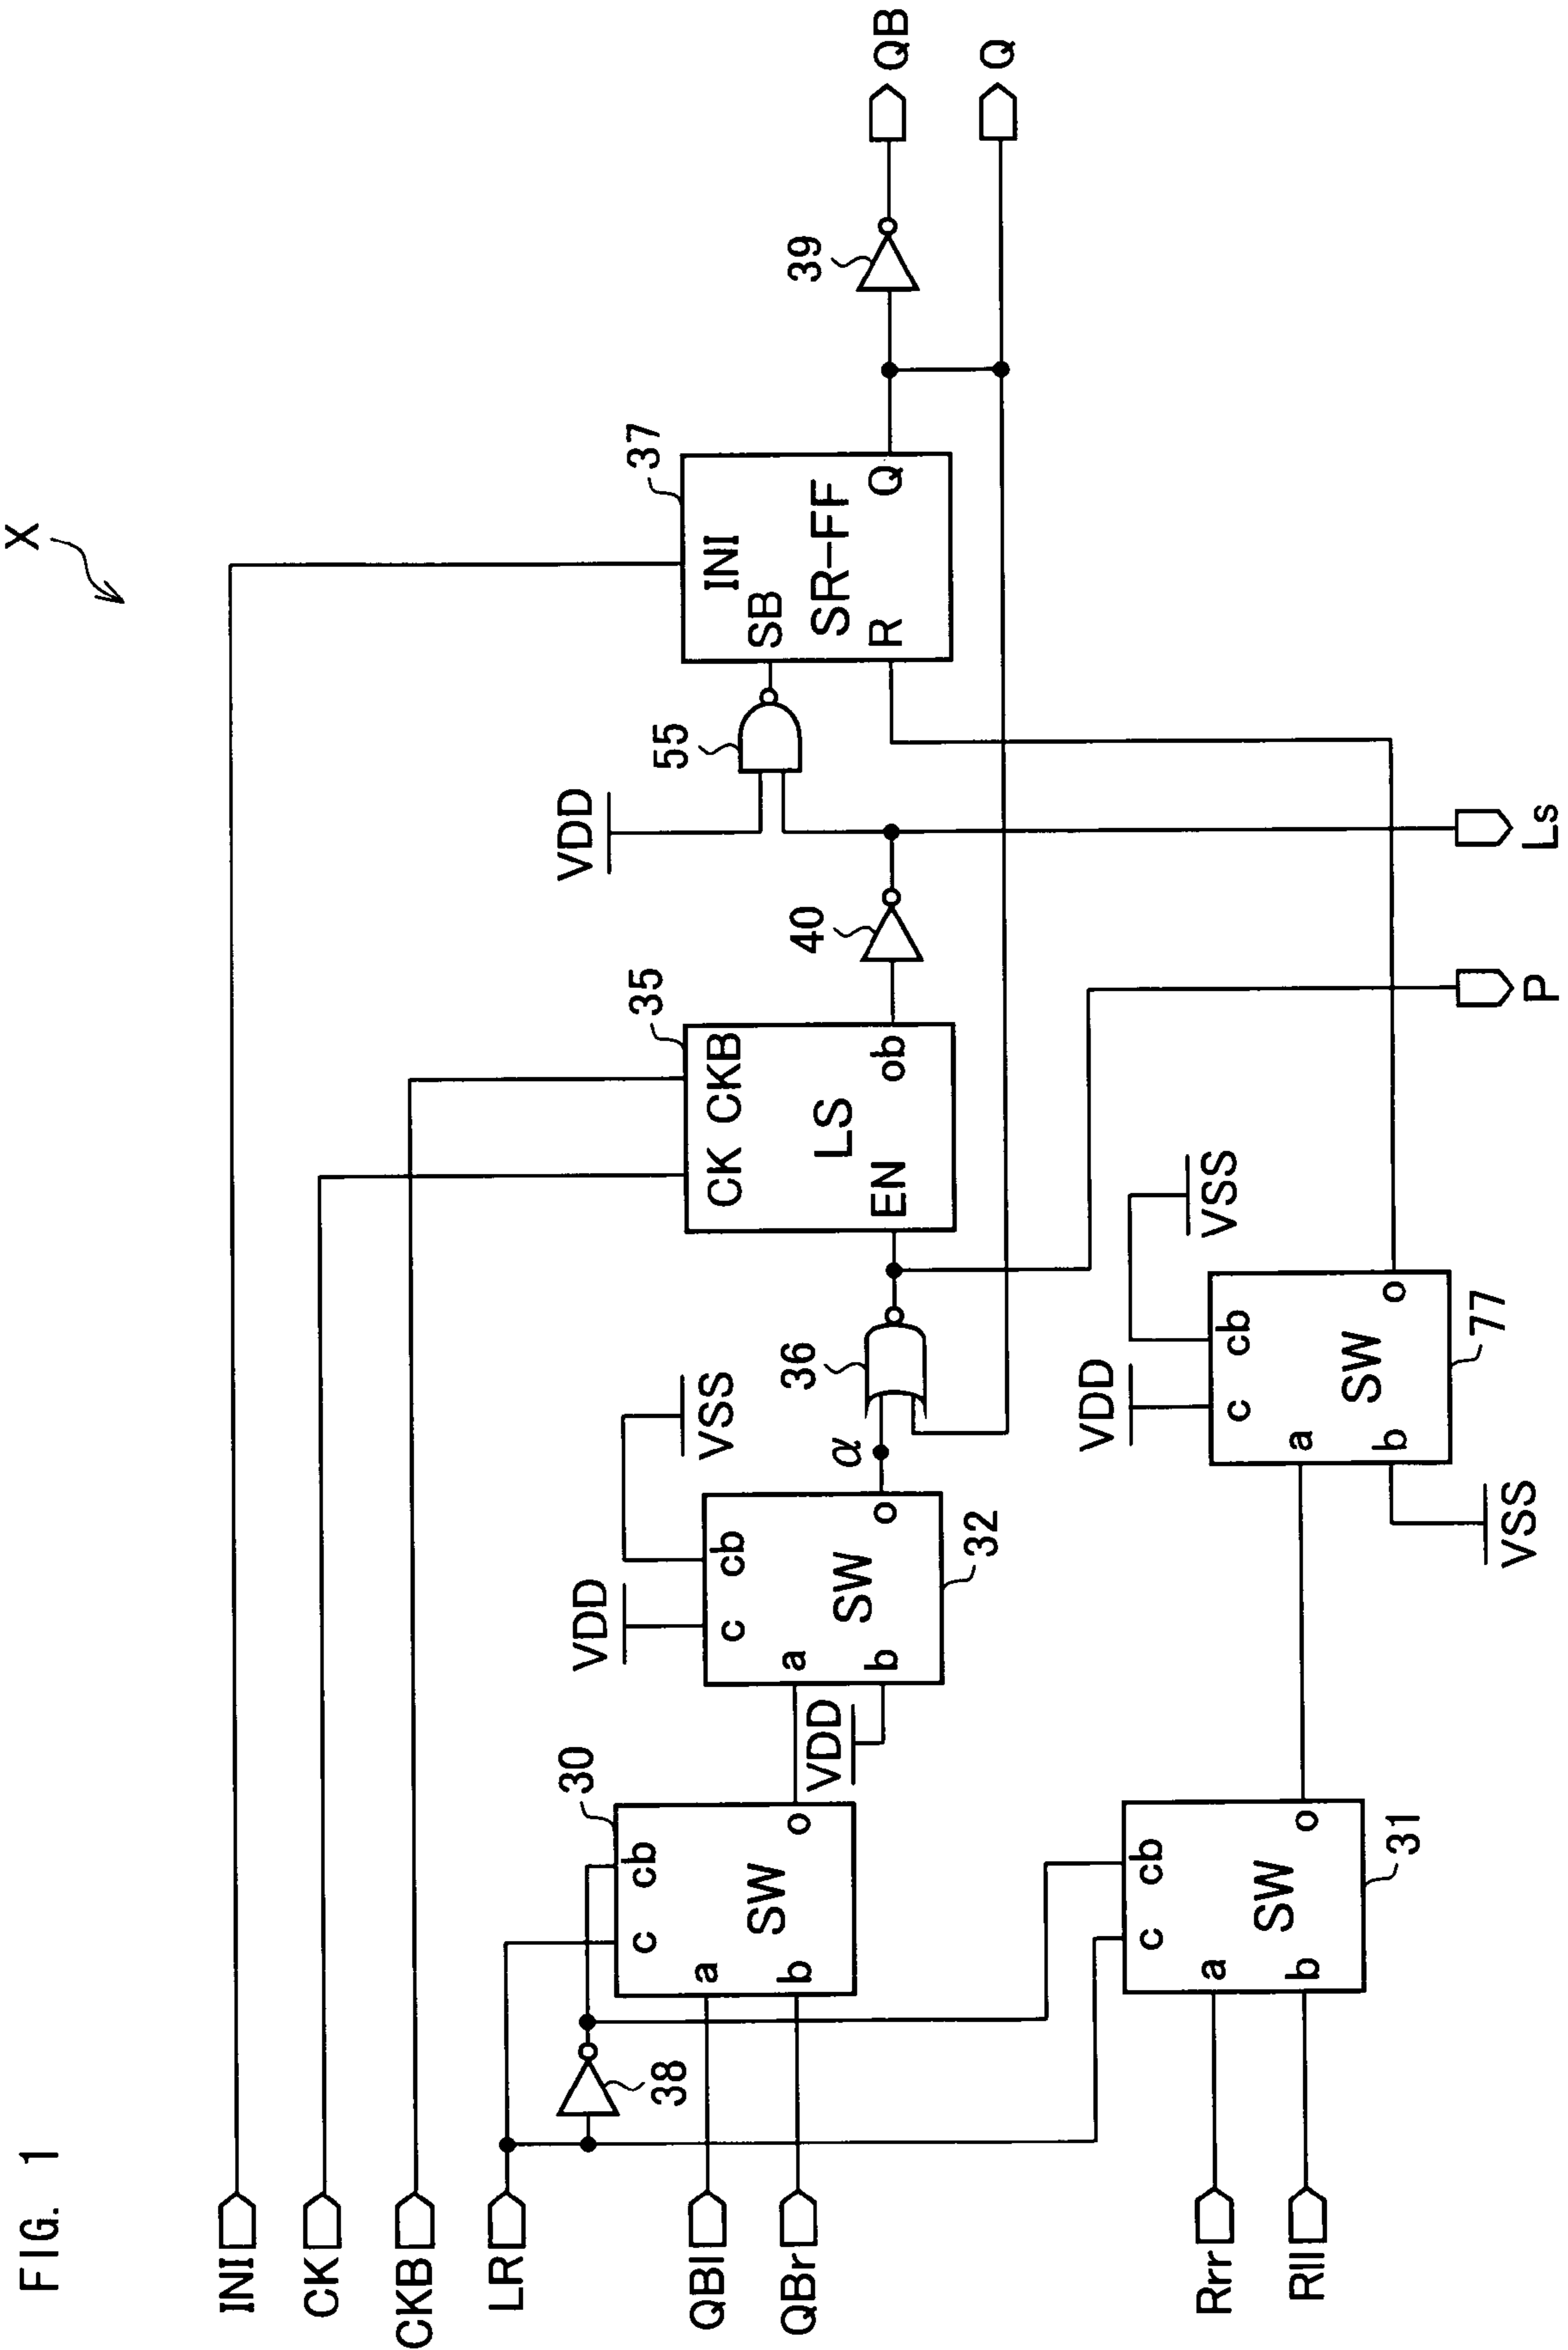 FIG. 1
X
INI
CK
CKB
LR
QBl
QBr
Rrr
Rll
38
30
c
cb
SW
a
b
o
VDD
VDD
VSS
c
cb
SW
a
b
o
32
α
36
35
CK CKB
LS
EN
ob
40
VDD
55
37
INI
SB
SR-FF
R
Q
39
QB
Q
c
cb
SW
a
b
o
31
VDD
VSS
c
cb
SW
a
b
o
77
VSS
P
Ls